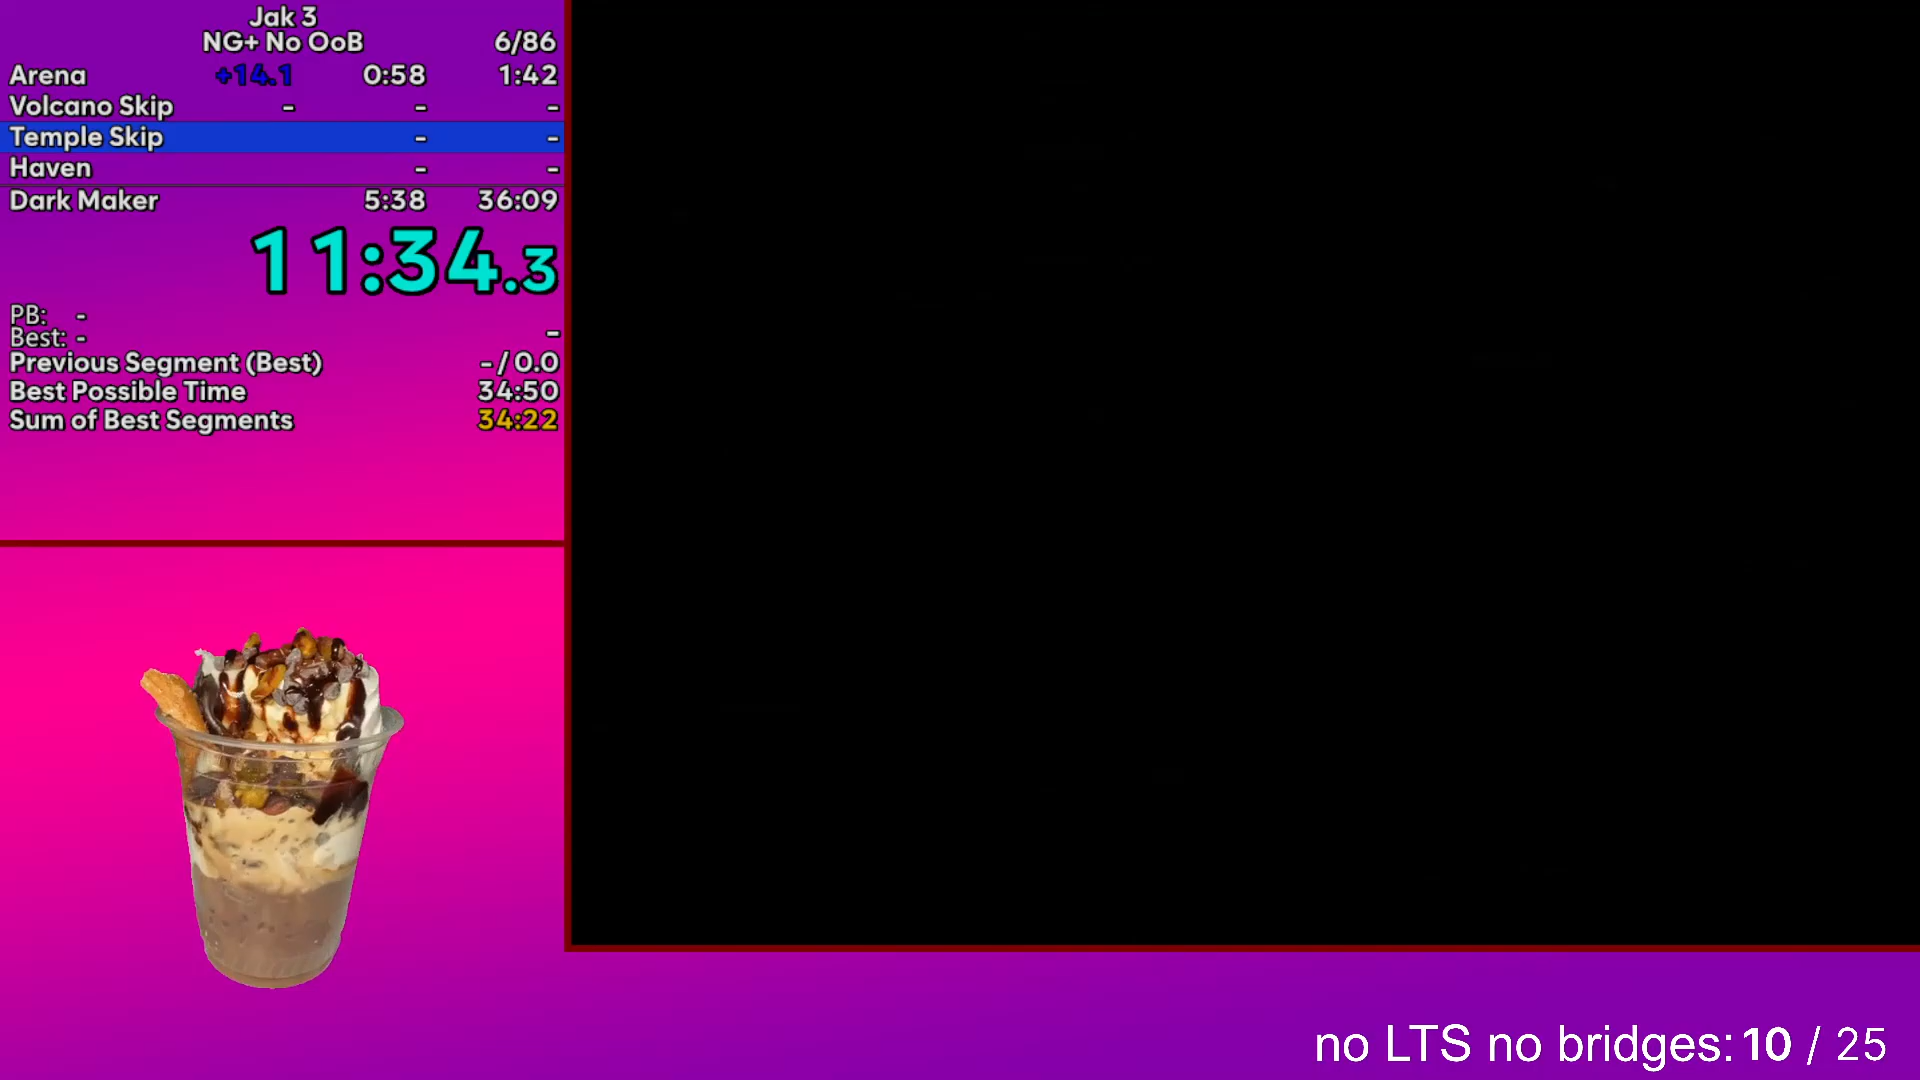 Jak 3
NG+ No OoB 6/86
Arena +14.1 0:58 1:42
Volcano Skip - - -
Temple Skip - -
Haven - -
Dark Maker 5:38 36:09
11:34.3
PB: -
Best: - -
Previous Segment (Best) - / 0.0
Best Possible Time 34:50
Sum of Best Segments 34:22
no LTS no bridges: 10 / 25